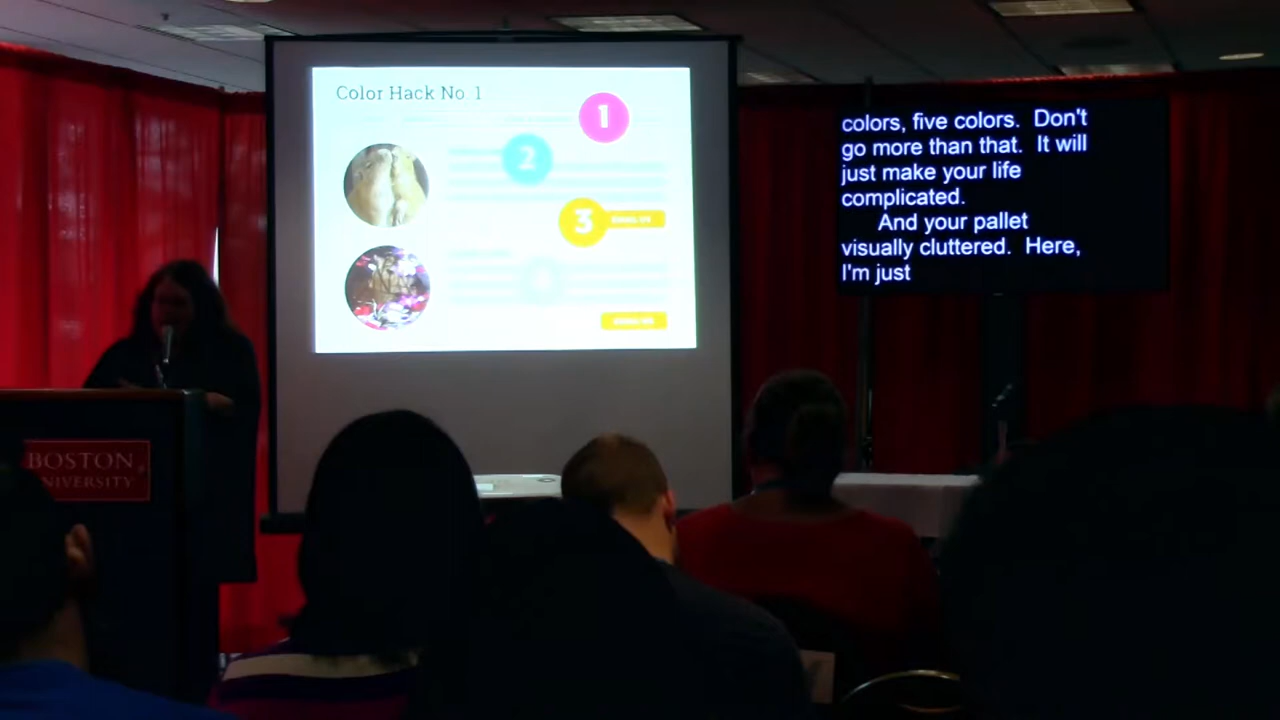 Color Hack No. 1
1
2
3
colors, five colors. Don't
go more than that. It will
just make your life
complicated.
And your pallet
visually cluttered. Here,
I'm just
BOSTON
UNIVERSITY